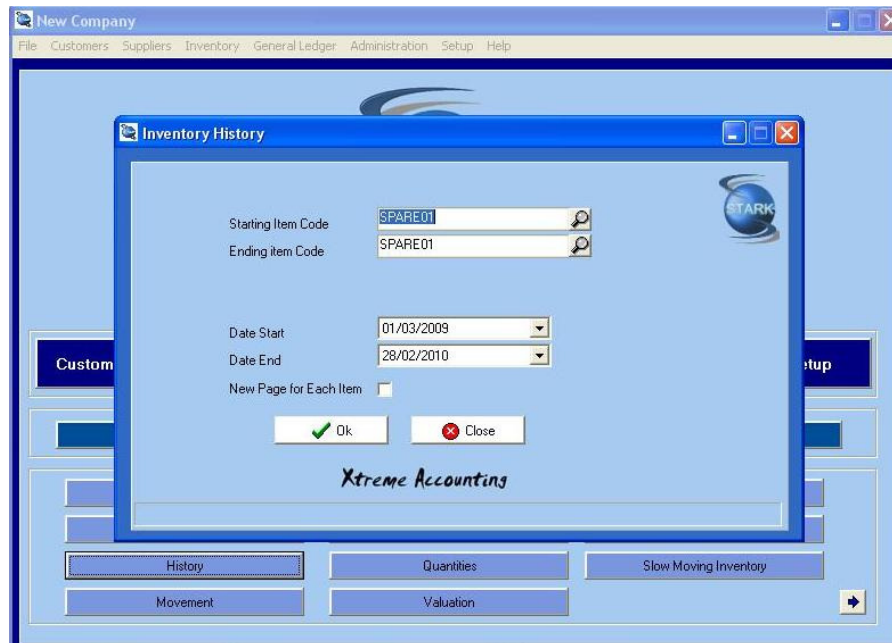 New Company
File Customers Suppliers Inventory General Ledger Administration Setup Help
Inventory History
STARK
Starting Item Code SPARE01
Ending item Code SPARE01
Date Start 01/03/2009
Date End 28/02/2010
New Page for Each Item
Custom etup
Ok Close
Xtreme Accounting
History Quantities Slow Moving Inventory
Movement Valuation